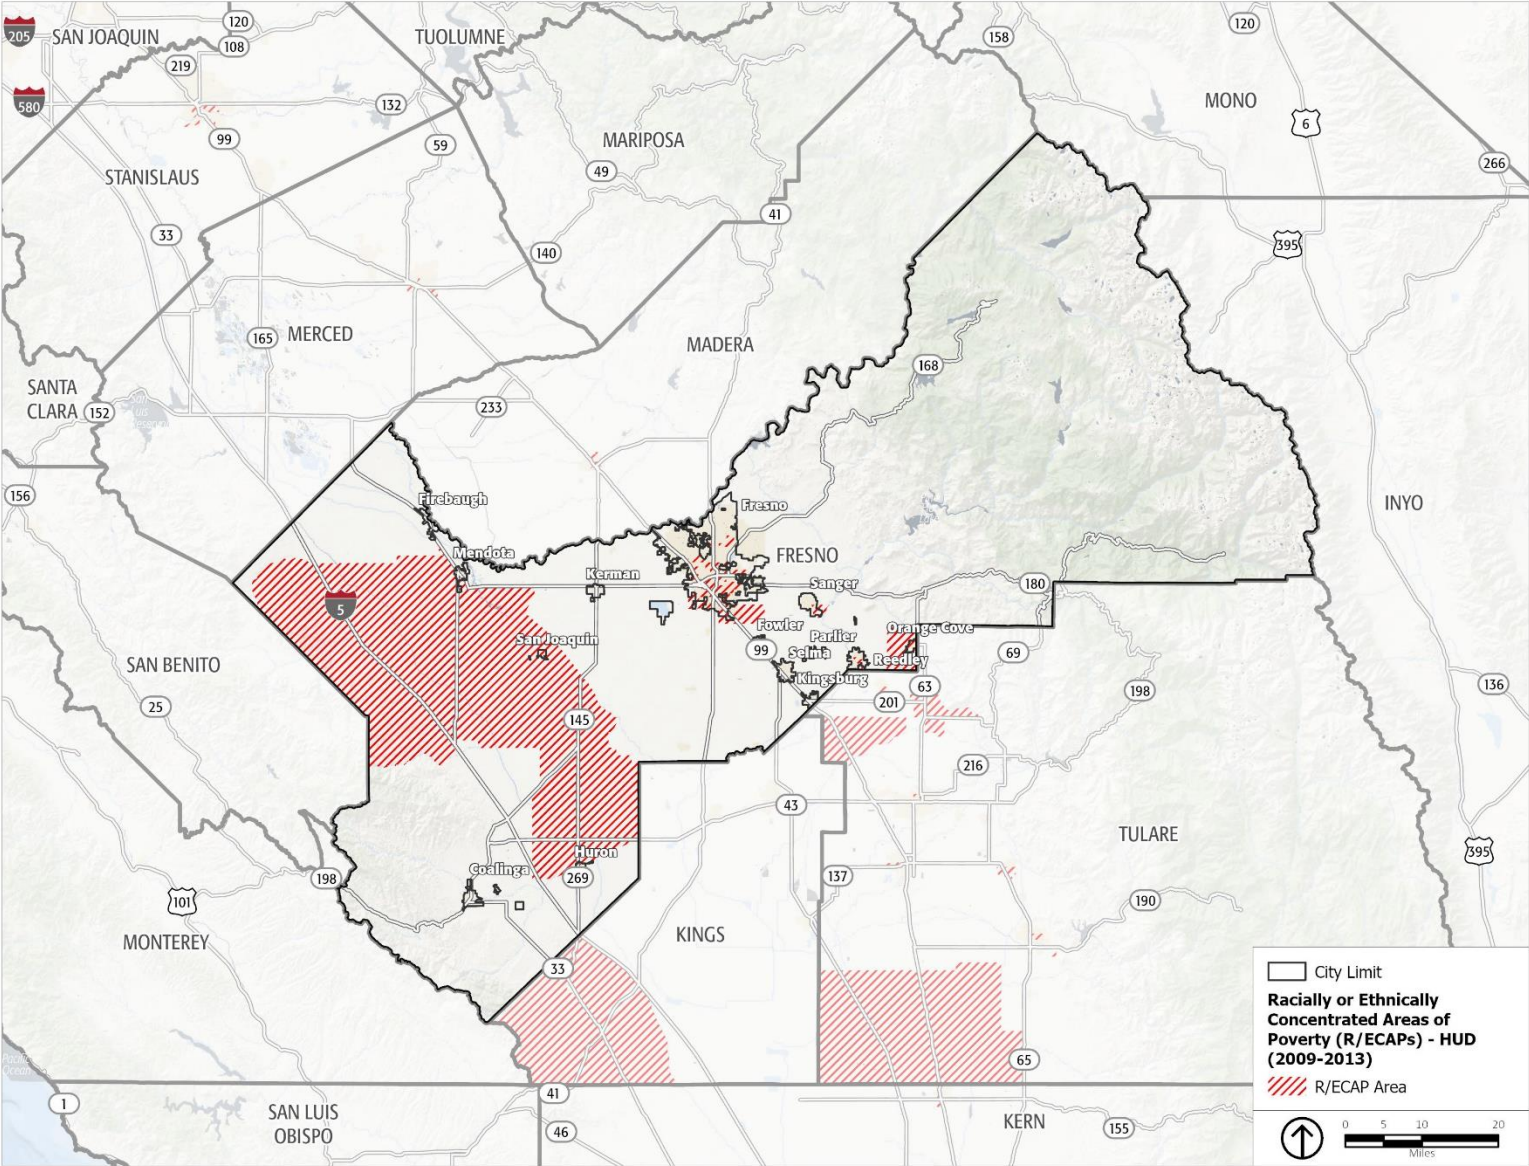 205
SAN JOAQUIN
120
108
TUOLUMNE
158
120
219
580
132
MONO
6
99
59
MARIPOSA
49
266
STANISLAUS
33
41
395
140
165
MERCED
MADERA
168
SANTA
CLARA
152
233
156
Firebaugh
Fresno
INYO
Mendota
FRESNO
Kerman
Sanger
180
5
Fowler
Orange Cove
San Joaquin
Parlier
99
Selma
Reedley
69
SAN BENITO
Kingsburg
63
198
136
25
201
145
216
43
TULARE
Huron
395
Coalinga
198
269
137
101
190
MONTEREY
KINGS
33
65
Pacific
Ocean
1
41
SAN LUIS
OBISPO
46
KERN
155
City Limit
Racially or Ethnically
Concentrated Areas of
Poverty (R/ECAPs) - HUD
(2009-2013)
R/ECAP Area
0 5 10 20
Miles